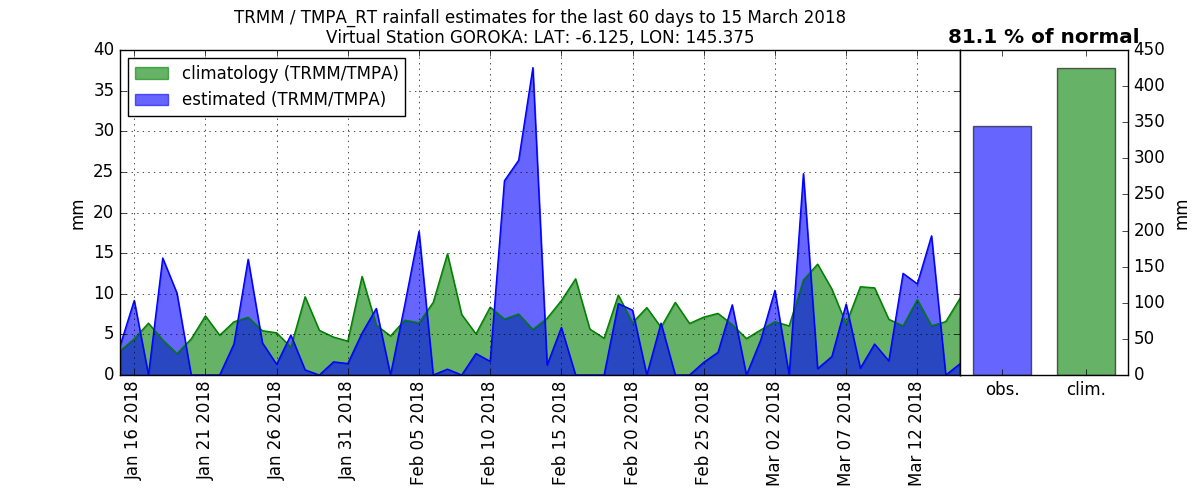 TRMM / TMPA_RT rainfall estimates for the last 60 days to 15 March 2018
Virtual Station GOROKA: LAT: -6.125, LON: 145.375
81.1 % of normal
climatology (TRMM/TMPA)
estimated (TRMM/TMPA)
mm
40
35
30
25
20
15
10
5
0
Jan 16 2018
Jan 21 2018
Jan 26 2018
Jan 31 2018
Feb 05 2018
Feb 10 2018
Feb 15 2018
Feb 20 2018
Feb 25 2018
Mar 02 2018
Mar 07 2018
Mar 12 2018
obs.
clim.
450
400
350
300
250
200
150
100
50
0
mm